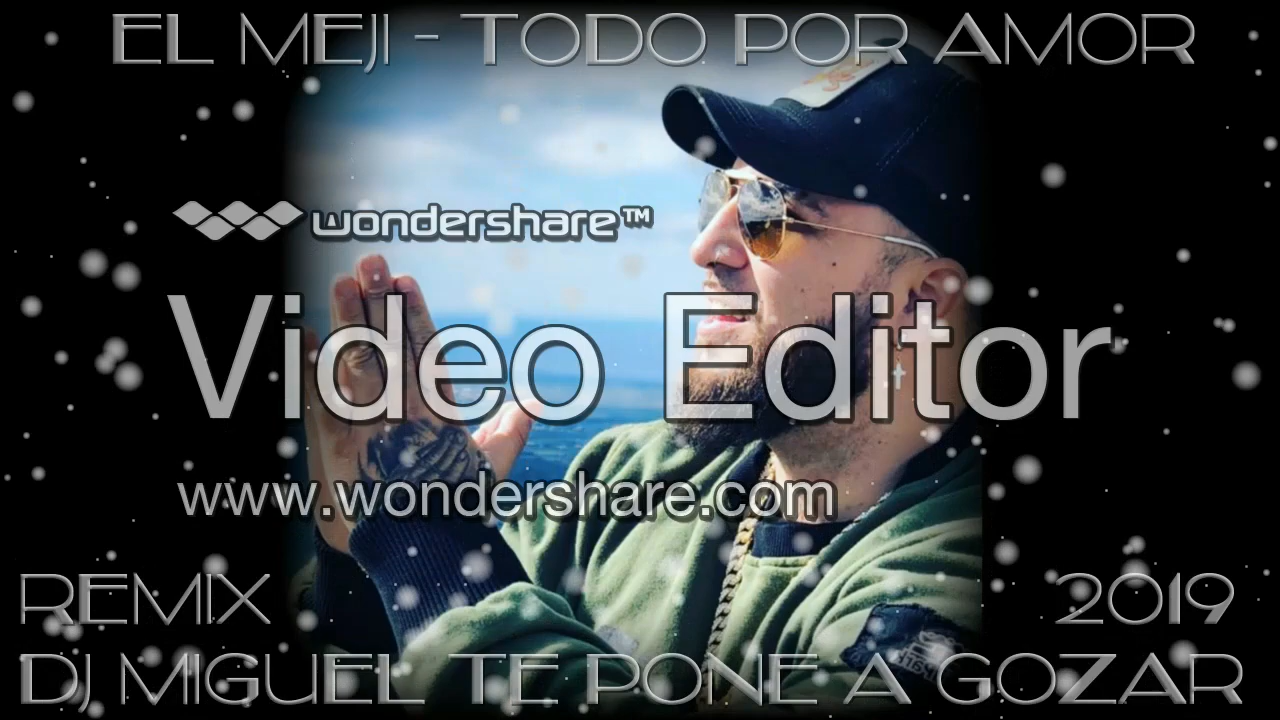 EL MEJI - TODO POR AMOR
wondershare™
Video Editor
www.wondershare.com
REMIX 2019
DJ MIGUEL TE PONE A GOZAR